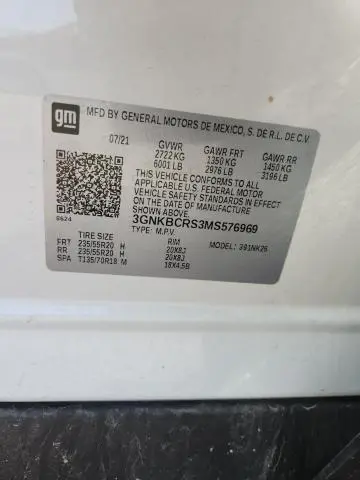 gm
MFD BY GENERAL MOTORS DE MEXICO, S. DE R.L. DE C.V.
07/21 GVWR GAWR FRT GAWR RR
2722 KG 1350 KG 1450 KG
6001 LB 2976 LB 3196 LB
THIS VEHICLE CONFORMS TO ALL
APPLICABLE U.S. FEDERAL MOTOR
VEHICLE SAFETY STANDARDS IN
EFFECT ON THE DATE OF
MANUFACTURE SHOWN ABOVE.
8624
3GNKBCRS3MS576969
TYPE: M.P.V.
TIRE SIZE RIM MODEL: 391NK26
FRT 235/55R20 H 20X8J
RR 235/55R20 H 20X8J
SPA T135/70R18 M 18X4.5B